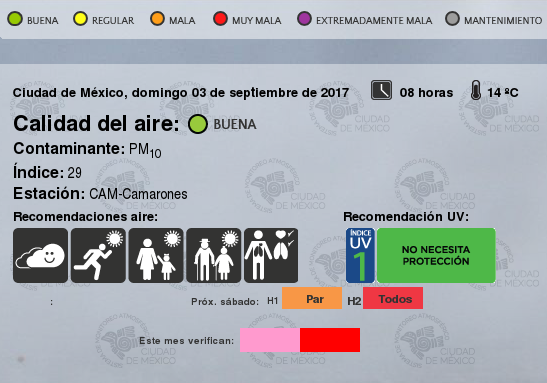 BUENA REGULAR MALA MUY MALA EXTREMADAMENTE MALA MANTENIMIENTO
Ciudad de México, domingo 03 de septiembre de 2017 08 horas 14 ºC
Calidad del aire: BUENA
Contaminante: PM10
Índice: 29
Estación: CAM-Camarones
Recomendaciones aire: Recomendación UV:
ÍNDICE
UV
1
NO NECESITA
PROTECCIÓN
: Próx. sábado: H1 Par H2 Todos
Este mes verifican:
CIUDAD
DE MÉXICO